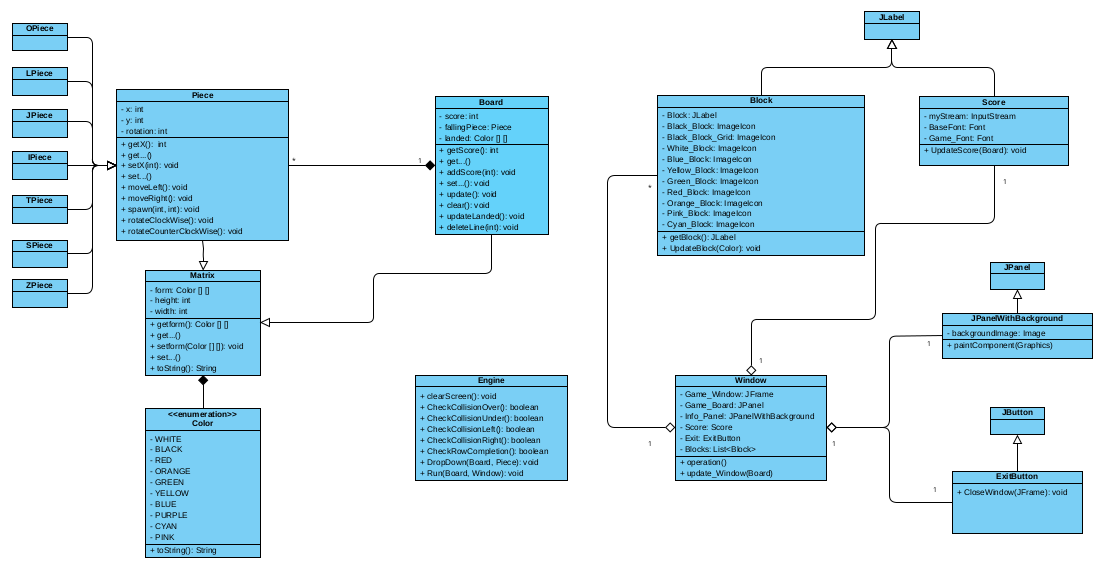 OPiece
LPiece
JPiece
IPiece
TPiece
SPiece
ZPiece
Piece
- x: int
- y: int
- rotation: int
+ getX(): int
+ get...()
+ setX(int): void
+ set...()
+ moveLeft(): void
+ moveRight(): void
+ spawn(int, int): void
+ rotateClockWise(): void
+ rotateCounterClockWise(): void
*
1
Board
- score: int
- fallingPiece: Piece
- landed: Color [] []
+ getScore(): int
+ get...()
+ addScore(int): void
+ set...(): void
+ update(): void
+ clear(): void
+ updateLanded(): void
+ deleteLine(int): void
Matrix
- form: Color [] []
- height: int
- width: int
+ getform(): Color [] []
+ get...()
+ setform(Color [] []): void
+ set...()
+ toString(): String
<<enumeration>>
Color
- WHITE
- BLACK
- RED
- ORANGE
- GREEN
- YELLOW
- BLUE
- PURPLE
- CYAN
- PINK
+ toString(): String
Engine
+ clearScreen(): void
+ CheckCollisionOver(): boolean
+ CheckCollisionUnder(): boolean
+ CheckCollisionLeft(): boolean
+ CheckCollisionRight(): boolean
+ CheckRowCompletion(): boolean
+ DropDown(Board, Piece): void
+ Run(Board, Window): void
JLabel
Block
- Block: JLabel
- Black_Block: ImageIcon
- Black_Block_Grid: ImageIcon
- White_Block: ImageIcon
- Blue_Block: ImageIcon
- Yellow_Block: ImageIcon
- Green_Block: ImageIcon
- Red_Block: ImageIcon
- Orange_Block: ImageIcon
- Pink_Block: ImageIcon
- Cyan_Block: ImageIcon
+ getBlock(): JLabel
+ UpdateBlock(Color): void
*
Score
- myStream: InputStream
- BaseFont: Font
- Game_Font: Font
+ UpdateScore(Board): void
1
JPanel
JPanelWithBackground
- backgroundImage: Image
+ paintComponent(Graphics)
1
1
Window
- Game_Window: JFrame
- Game_Board: JPanel
- Info_Panel: JPanelWithBackground
- Score: Score
- Exit: ExitButton
- Blocks: List<Block>
+ operation()
+ update_Window(Board)
1
1
JButton
ExitButton
+ CloseWindow(JFrame): void
1